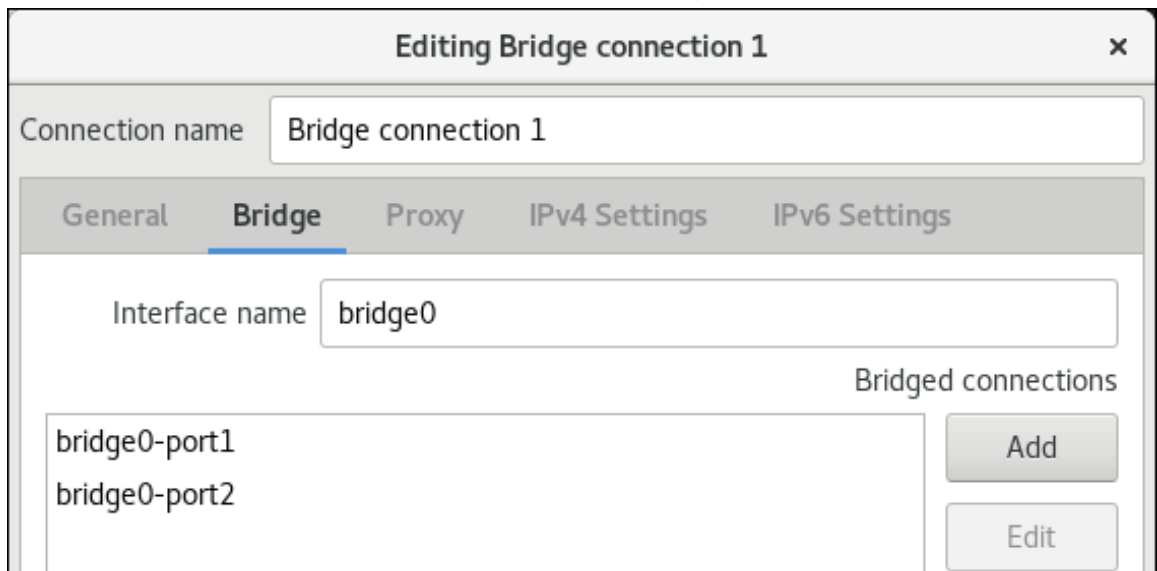 Editing Bridge connection 1 ×
Connection name Bridge connection 1
General Bridge Proxy IPv4 Settings IPv6 Settings
Interface name bridge0
Bridged connections
bridge0-port1 Add
bridge0-port2
Edit